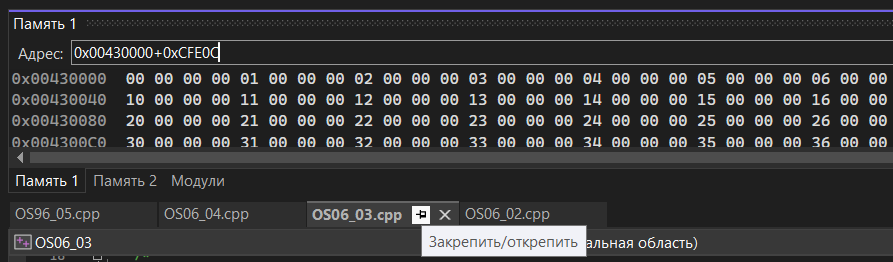 Память 1
Адрес: 0x00430000+0xCFE0C
0x00430000 00 00 00 00 01 00 00 00 02 00 00 00 03 00 00 00 04 00 00 00 05 00 00 00 06 00 00
0x00430040 10 00 00 00 11 00 00 00 12 00 00 00 13 00 00 00 14 00 00 00 15 00 00 00 16 00 00
0x00430080 20 00 00 00 21 00 00 00 22 00 00 00 23 00 00 00 24 00 00 00 25 00 00 00 26 00 00
0x004300C0 30 00 00 00 31 00 00 00 32 00 00 00 33 00 00 00 34 00 00 00 35 00 00 00 36 00 00
Память 1 Память 2 Модули
OS96_05.cpp OS06_04.cpp OS06_03.cpp OS06_02.cpp
Закрепить/открепить
OS06_03 альная область)